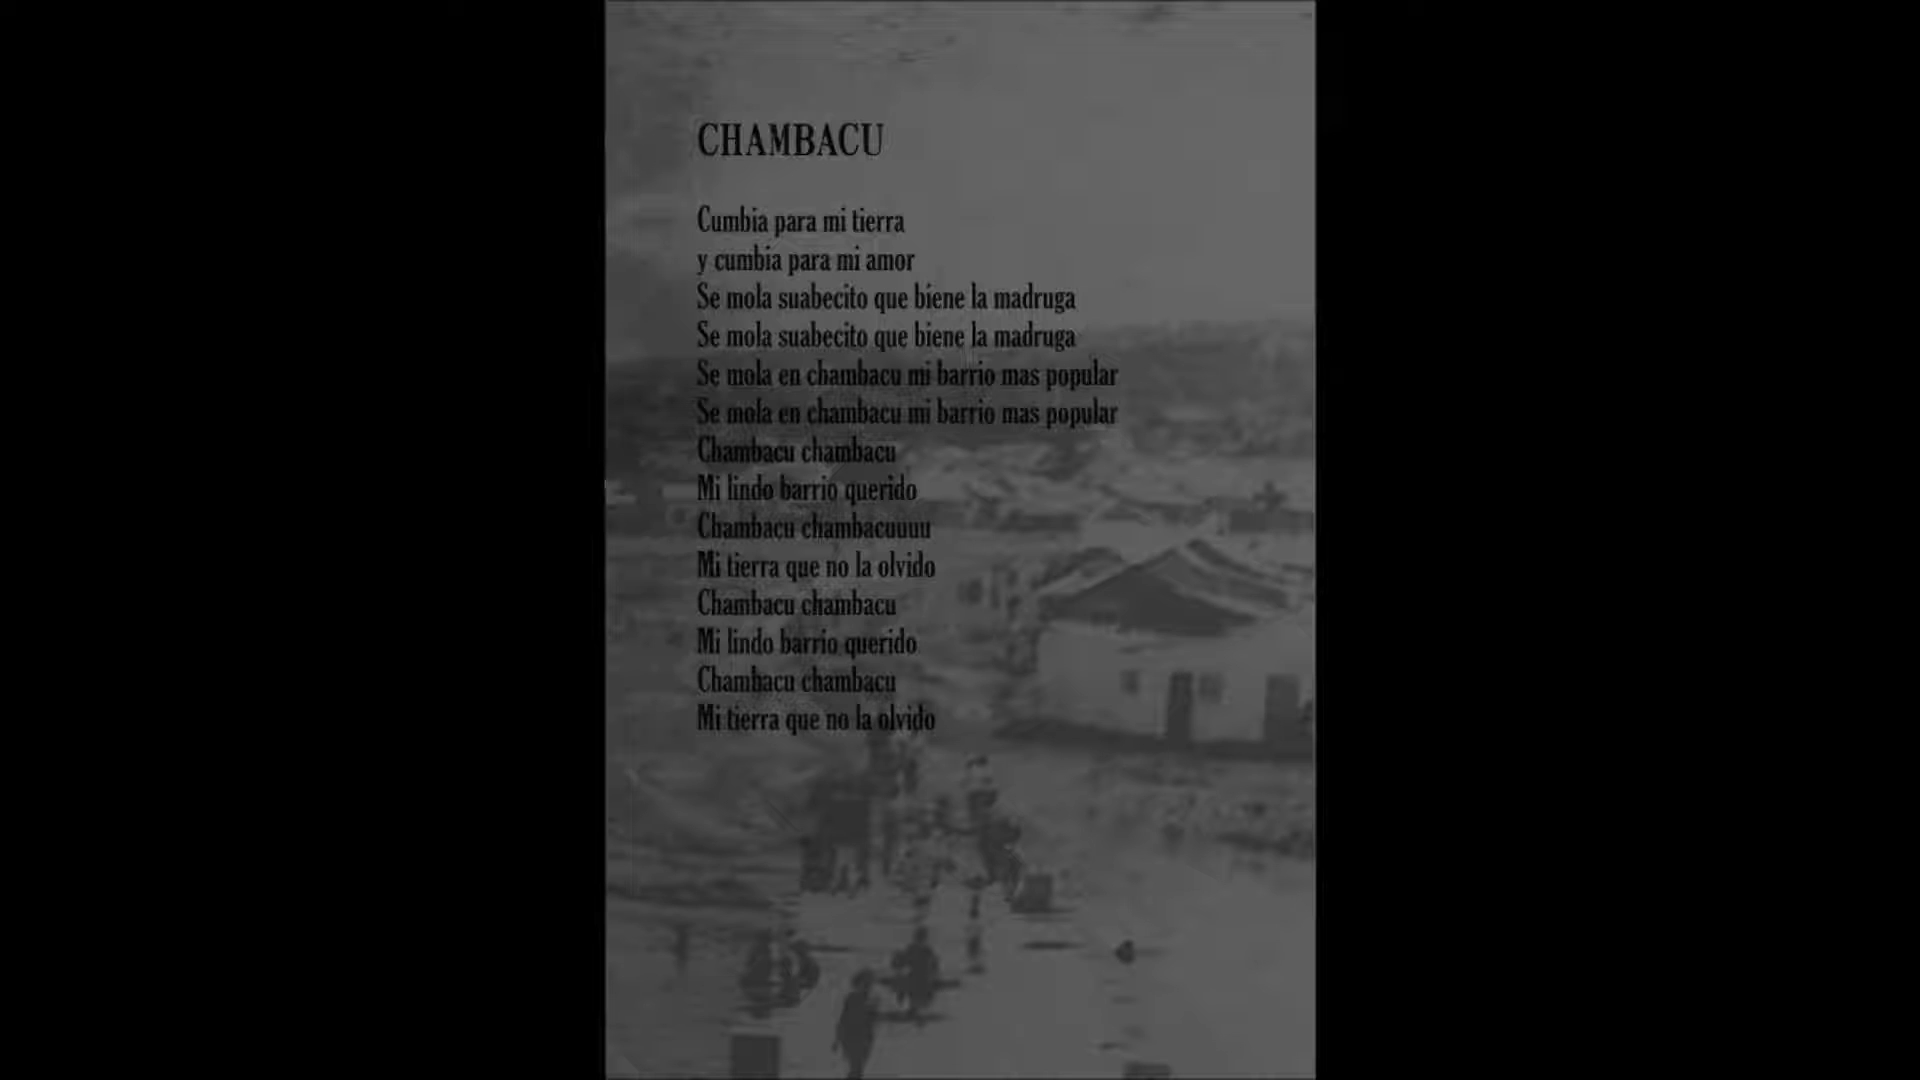 CHAMBACU
Cumbia para mi tierra
y cumbia para mi amor
Se mola suabecito que biene la madruga
Se mola suabecito que biene la madruga
Se mola en chambacu mi barrio mas popular
Se mola en chambacu mi barrio mas popular
Chambacu chambacu
Mi lindo barrio querido
Chambacu chambacuuuu
Mi tierra que no la olvido
Chambacu chambacu
Mi lindo barrio querido
Chambacu chambacu
Mi tierra que no la olvido